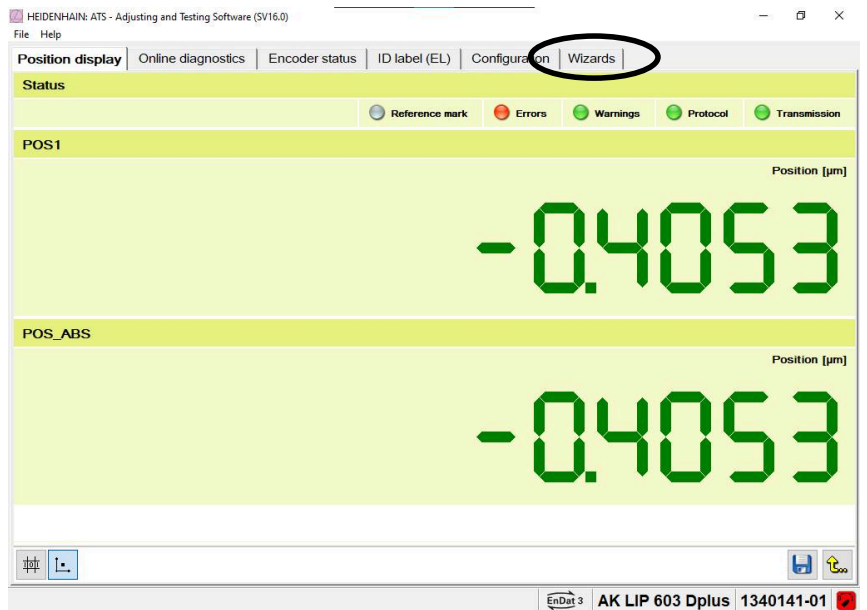 HEIDENHAIN: ATS - Adjusting and Testing Software (SV16.0)
File Help
Position display Online diagnostics Encoder status ID label (EL) Configuration Wizards
Status
Reference mark Errors Warnings Protocol Transmission
POS1
Position [µm]
-0.4053
POS_ABS
Position [µm]
-0.4053
EnDat 3 AK LIP 603 Dplus 1340141-01